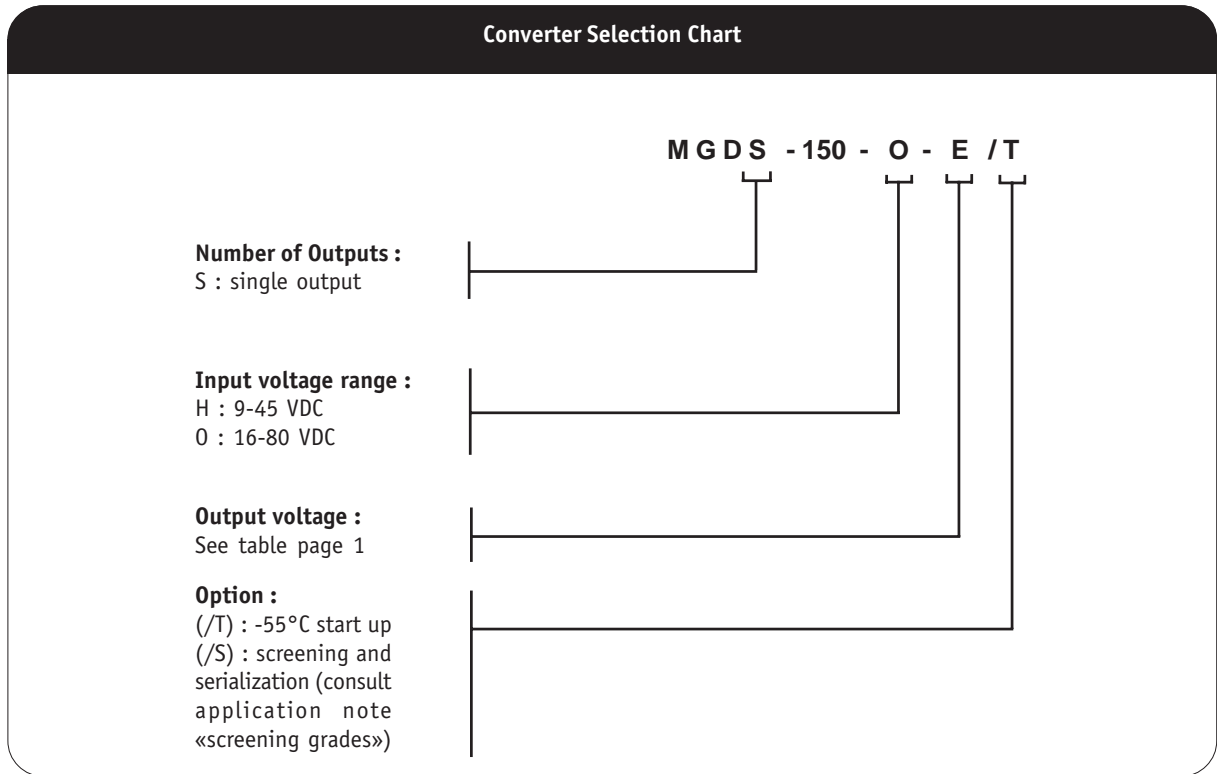 Converter Selection Chart
MGDS -150 - O - E /T
Number of Outputs :
S : single output
Input voltage range :
H : 9-45 VDC
O : 16-80 VDC
Output voltage :
See table page 1
Option :
(/T) : -55°C start up
(/S) : screening and
serialization (consult
application note
«screening grades»)